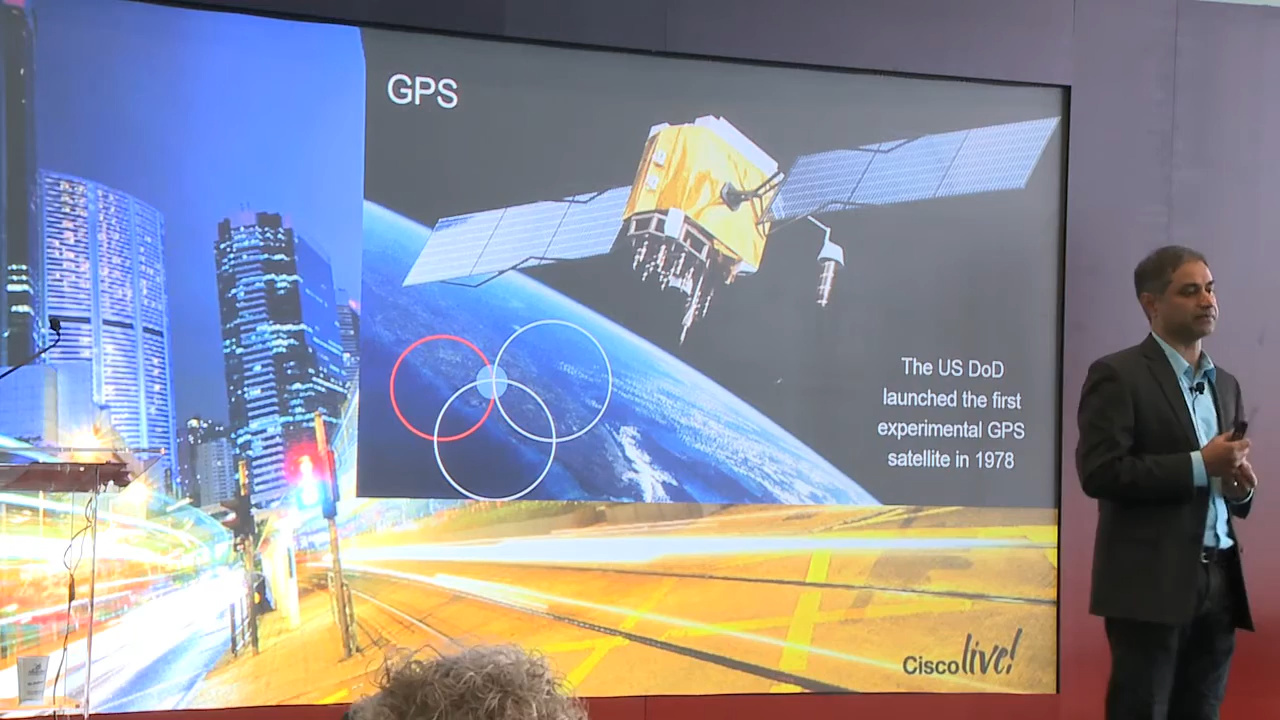 GPS
The US DoD
launched the first
experimental GPS
satellite in 1978
Cisco live!